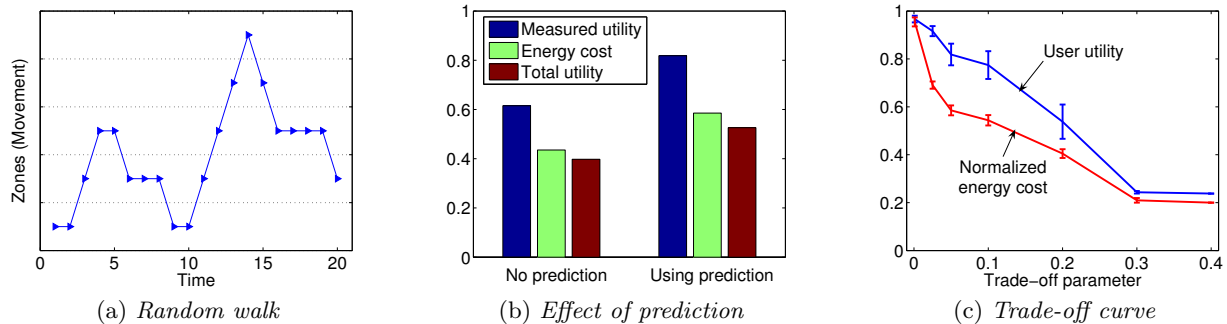 Zones (Movement)
0
5
10
15
20
Time
(a) Random walk
1
0.8
0.6
0.4
0.2
0
Measured utility
Energy cost
Total utility
No prediction
Using prediction
(b) Effect of prediction
1
0.8
0.6
0.4
0.2
0
User utility
Normalized
energy cost
0
0.1
0.2
0.3
0.4
Trade-off parameter
(c) Trade-off curve